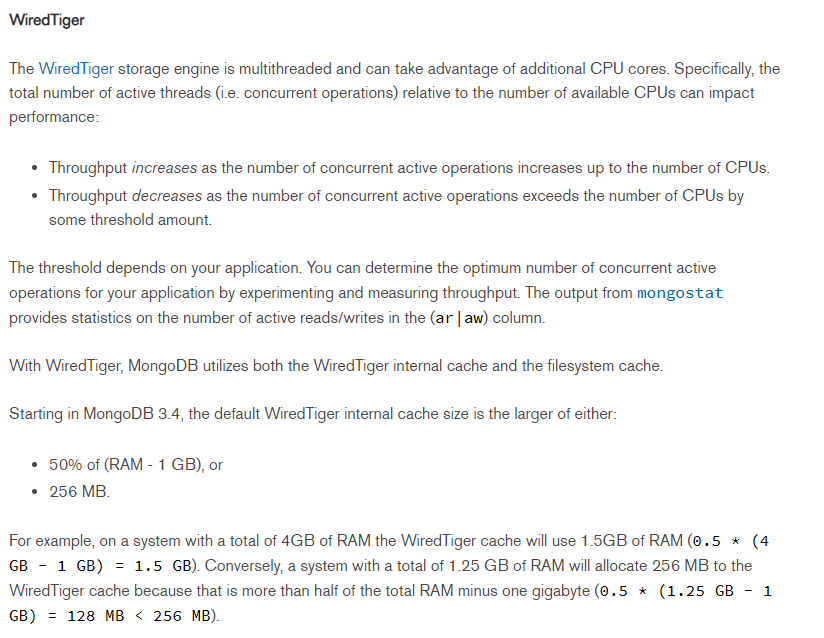 WiredTiger
The WiredTiger storage engine is multithreaded and can take advantage of additional CPU cores. Specifically, the
total number of active threads (i.e. concurrent operations) relative to the number of available CPUs can impact
performance:
• Throughput increases as the number of concurrent active operations increases up to the number of CPUs.
• Throughput decreases as the number of concurrent active operations exceeds the number of CPUs by
some threshold amount.
The threshold depends on your application. You can determine the optimum number of concurrent active
operations for your application by experimenting and measuring throughput. The output from mongostat
provides statistics on the number of active reads/writes in the (ar|aw) column.
With WiredTiger, MongoDB utilizes both the WiredTiger internal cache and the filesystem cache.
Starting in MongoDB 3.4, the default WiredTiger internal cache size is the larger of either:
• 50% of (RAM - 1 GB), or
• 256 MB.
For example, on a system with a total of 4GB of RAM the WiredTiger cache will use 1.5GB of RAM (0.5 * (4
GB - 1 GB) = 1.5 GB). Conversely, a system with a total of 1.25 GB of RAM will allocate 256 MB to the
WiredTiger cache because that is more than half of the total RAM minus one gigabyte (0.5 * (1.25 GB - 1
GB) = 128 MB < 256 MB).